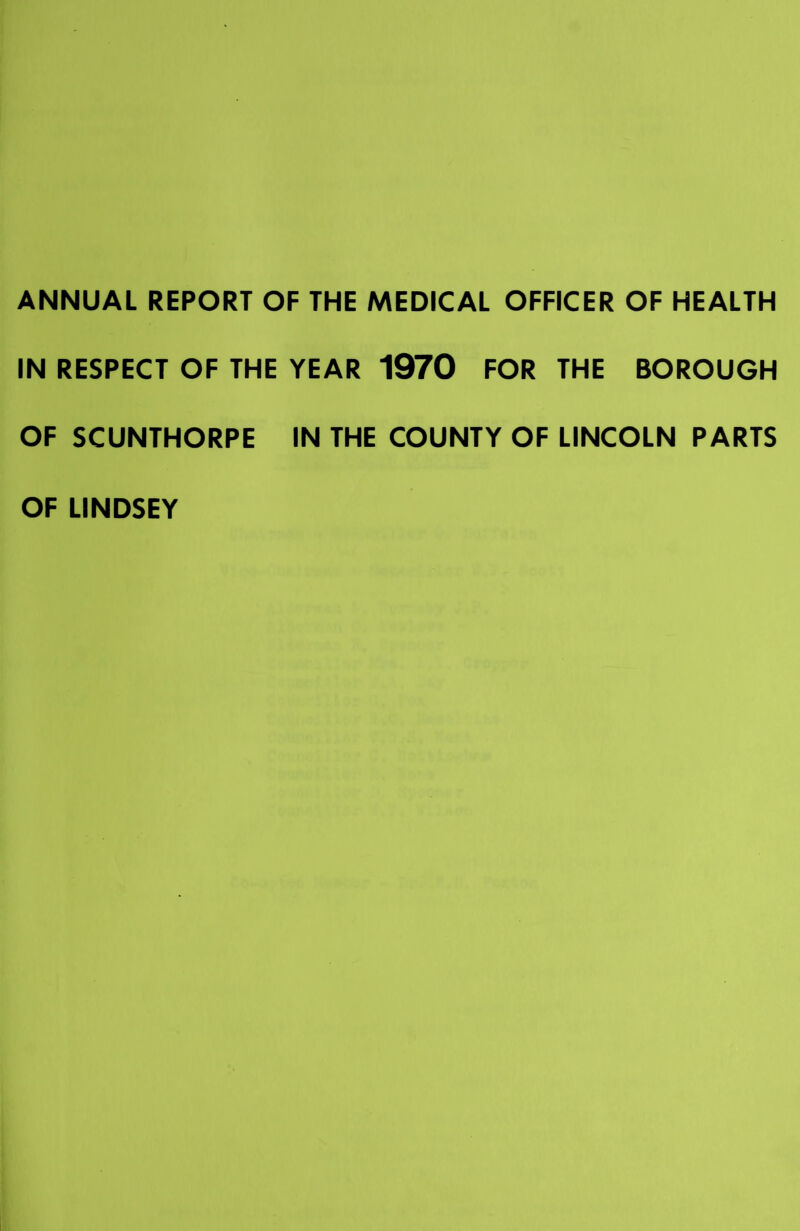 ANNUAL REPORT OF THE MEDICAL OFFICER OF HEALTH
IN RESPECT OF THE YEAR 1970 FOR THE BOROUGH
OF SCUNTHORPE IN THE COUNTY OF LINCOLN PARTS
OF LINDSEY